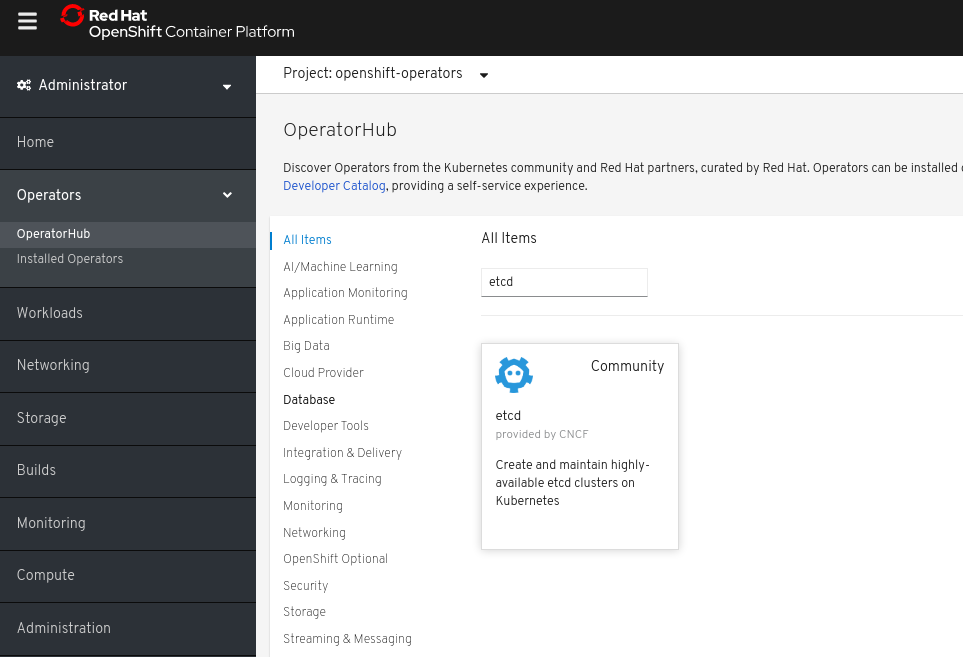 Red Hat
OpenShift Container Platform
Administrator
Home
Operators
OperatorHub
Installed Operators
Workloads
Networking
Storage
Builds
Monitoring
Compute
Administration
Project: openshift-operators
OperatorHub
Discover Operators from the Kubernetes community and Red Hat partners, curated by Red Hat. Operators can be installed
Developer Catalog, providing a self-service experience.
All Items
AI/Machine Learning
Application Monitoring
Application Runtime
Big Data
Cloud Provider
Database
Developer Tools
Integration & Delivery
Logging & Tracing
Monitoring
Networking
OpenShift Optional
Security
Storage
Streaming & Messaging
All Items
etcd
Community
etcd
provided by CNCF
Create and maintain highly-
available etcd clusters on
Kubernetes